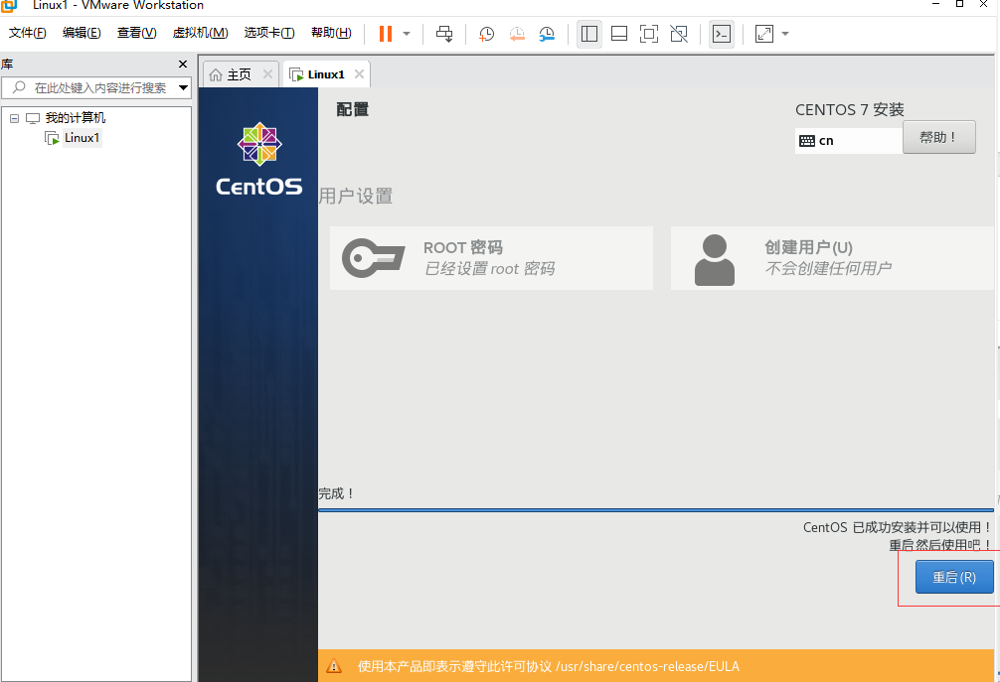 Linux1 - VMware Workstation
文件(F) 编辑(E) 查看(V) 虚拟机(M) 选项卡(T) 帮助(H)
库
在此处键入内容进行搜索
我的计算机
Linux1
主页
Linux1
CentOS
配置
CENTOS 7 安装
cn
帮助！
用户设置
ROOT 密码
已经设置 root 密码
创建用户(U)
不会创建任何用户
完成！
CentOS 已成功安装并可以使用！
重启然后使用吧！
重启(R)
使用本产品即表示遵守此许可协议 /usr/share/centos-release/EULA